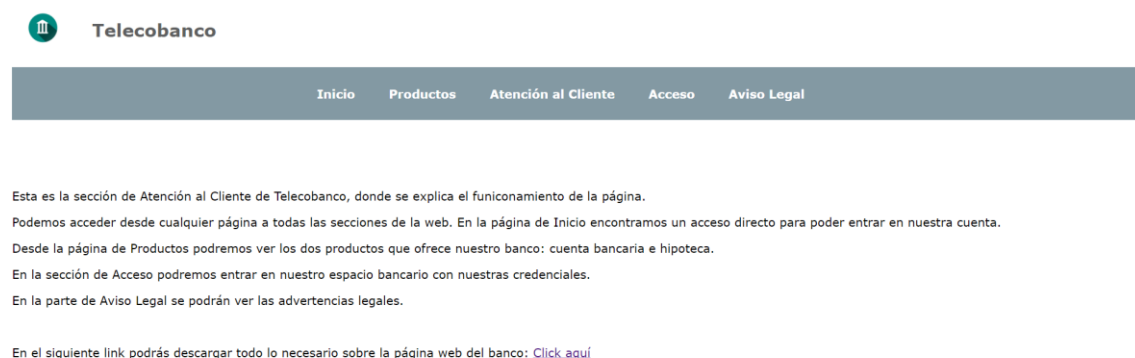 Telecobanco
Inicio Productos Atención al Cliente Acceso Aviso Legal
Esta es la sección de Atención al Cliente de Telecobanco, donde se explica el funiconamiento de la página.
Podemos acceder desde cualquier página a todas las secciones de la web. En la página de Inicio encontramos un acceso directo para poder entrar en nuestra cuenta.
Desde la página de Productos podremos ver los dos productos que ofrece nuestro banco: cuenta bancaria e hipoteca.
En la sección de Acceso podremos entrar en nuestro espacio bancario con nuestras credenciales.
En la parte de Aviso Legal se podrán ver las advertencias legales.
En el siguiente link podrás descargar todo lo necesario sobre la página web del banco: Click aquí